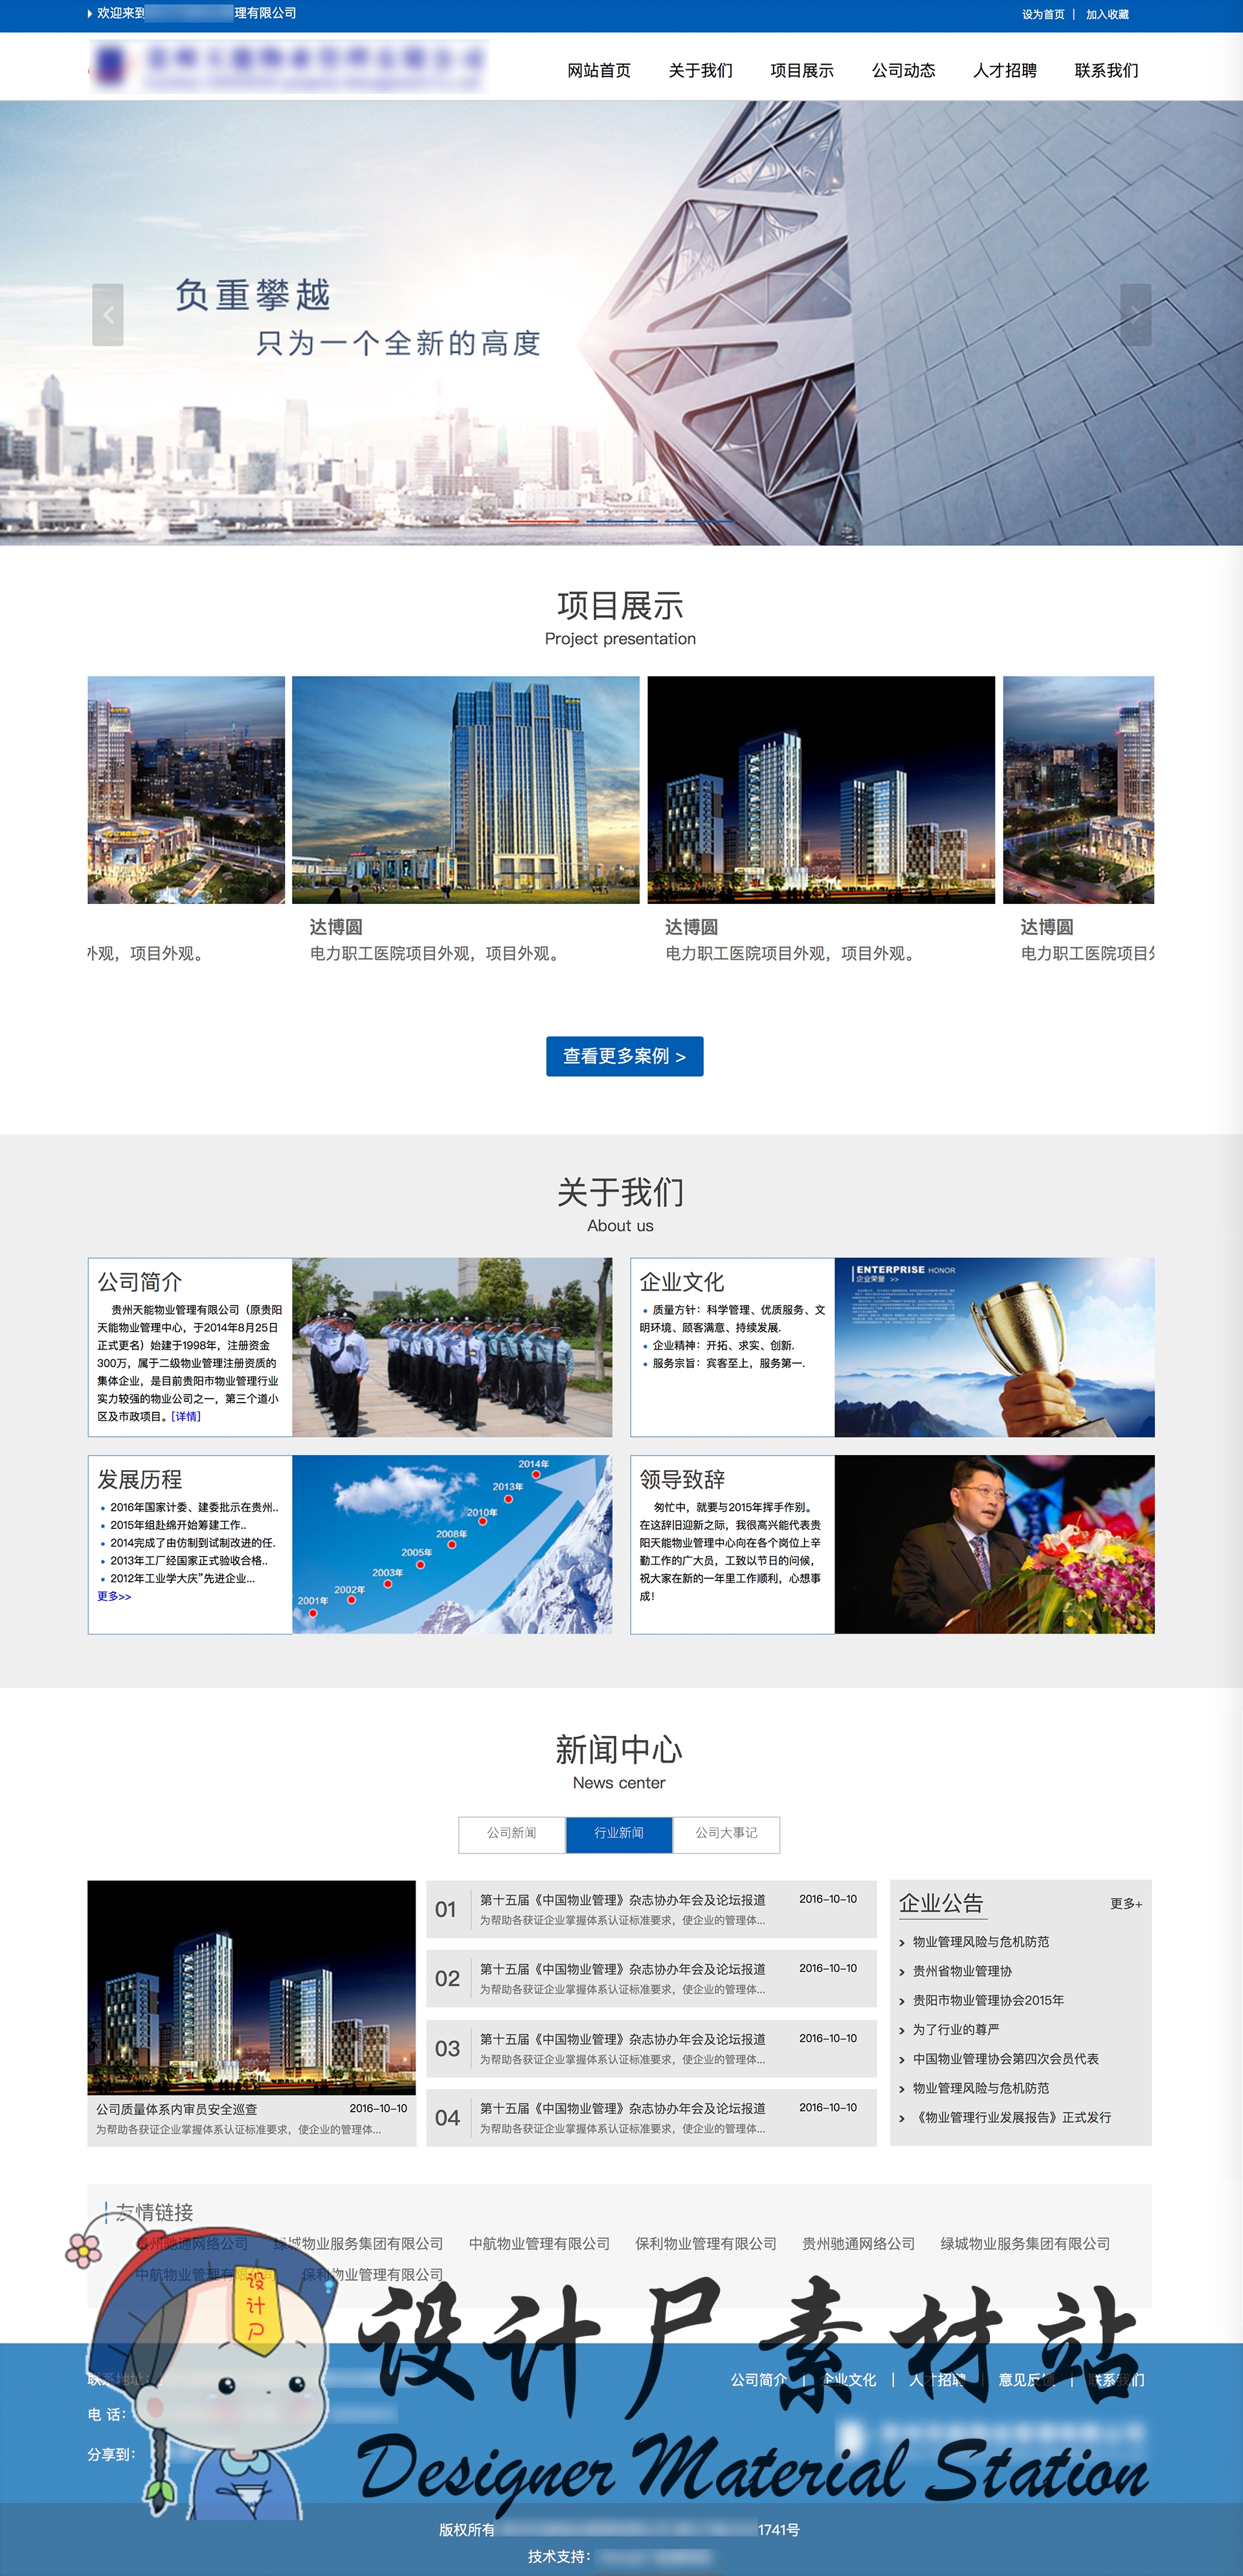 欢迎来到 理有限公司
设为首页 | 加入收藏
网站首页 关于我们 项目展示 公司动态 人才招聘 联系我们
负重攀越
只为一个全新的高度
项目展示
Project presentation
外观，项目外观。
达博圆
电力职工医院项目外观，项目外观。
达博圆
电力职工医院项目外观，项目外观。
达博圆
电力职工医院项目外
查看更多案例 >
关于我们
About us
公司简介
贵州天能物业管理有限公司（原贵阳
天能物业管理中心，于2014年8月25日
正式更名）始建于1998年，注册资金
300万，属于二级物业管理注册资质的
集体企业，是目前贵阳市物业管理行业
实力较强的物业公司之一，第三个道小
区及市政项目。[详情]
企业文化
• 质量方针：科学管理、优质服务、文
明环境、顾客满意、持续发展.
• 企业精神：开拓、求实、创新.
• 服务宗旨：宾客至上，服务第一.
ENTERPRISE HONOR
企业荣誉 >>
发展历程
• 2016年国家计委、建委批示在贵州..
• 2015年组赴绵开始筹建工作..
• 2014完成了由仿制到试制改进的任.
• 2013年工厂经国家正式验收合格..
• 2012年工业学大庆”先进企业...
更多>>
2014年
2013年
2010年
2008年
2005年
2003年
2002年
2001年
领导致辞
匆忙中，就要与2015年挥手作别。
在这辞旧迎新之际，我很高兴能代表贵
阳天能物业管理中心向在各个岗位上辛
勤工作的广大员，工致以节日的问候，
祝大家在新的一年里工作顺利，心想事
成！
新闻中心
News center
公司新闻 行业新闻 公司大事记
公司质量体系内审员安全巡查 2016-10-10
为帮助各获证企业掌握体系认证标准要求，使企业的管理体...
01 第十五届《中国物业管理》杂志协办年会及论坛报道 2016-10-10
为帮助各获证企业掌握体系认证标准要求，使企业的管理体...
02 第十五届《中国物业管理》杂志协办年会及论坛报道 2016-10-10
为帮助各获证企业掌握体系认证标准要求，使企业的管理体...
03 第十五届《中国物业管理》杂志协办年会及论坛报道 2016-10-10
为帮助各获证企业掌握体系认证标准要求，使企业的管理体...
04 第十五届《中国物业管理》杂志协办年会及论坛报道 2016-10-10
为帮助各获证企业掌握体系认证标准要求，使企业的管理体...
企业公告 更多+
› 物业管理风险与危机防范
› 贵州省物业管理协
› 贵阳市物业管理协会2015年
› 为了行业的尊严
› 中国物业管理协会第四次会员代表
› 物业管理风险与危机防范
› 《物业管理行业发展报告》正式发行
友情链接
贵州驰通网络公司 绿城物业服务集团有限公司 中航物业管理有限公司 保利物业管理有限公司 贵州驰通网络公司 绿城物业服务集团有限公司
中航物业管理有限公司 保利物业管理有限公司
设计尸
设计尸素材站
Designer Material Station
联系地址：
电 话：
分享到：
公司简介 | 企业文化 | 人才招聘 | 意见反馈 | 联系我们
版权所有 1741号
技术支持：